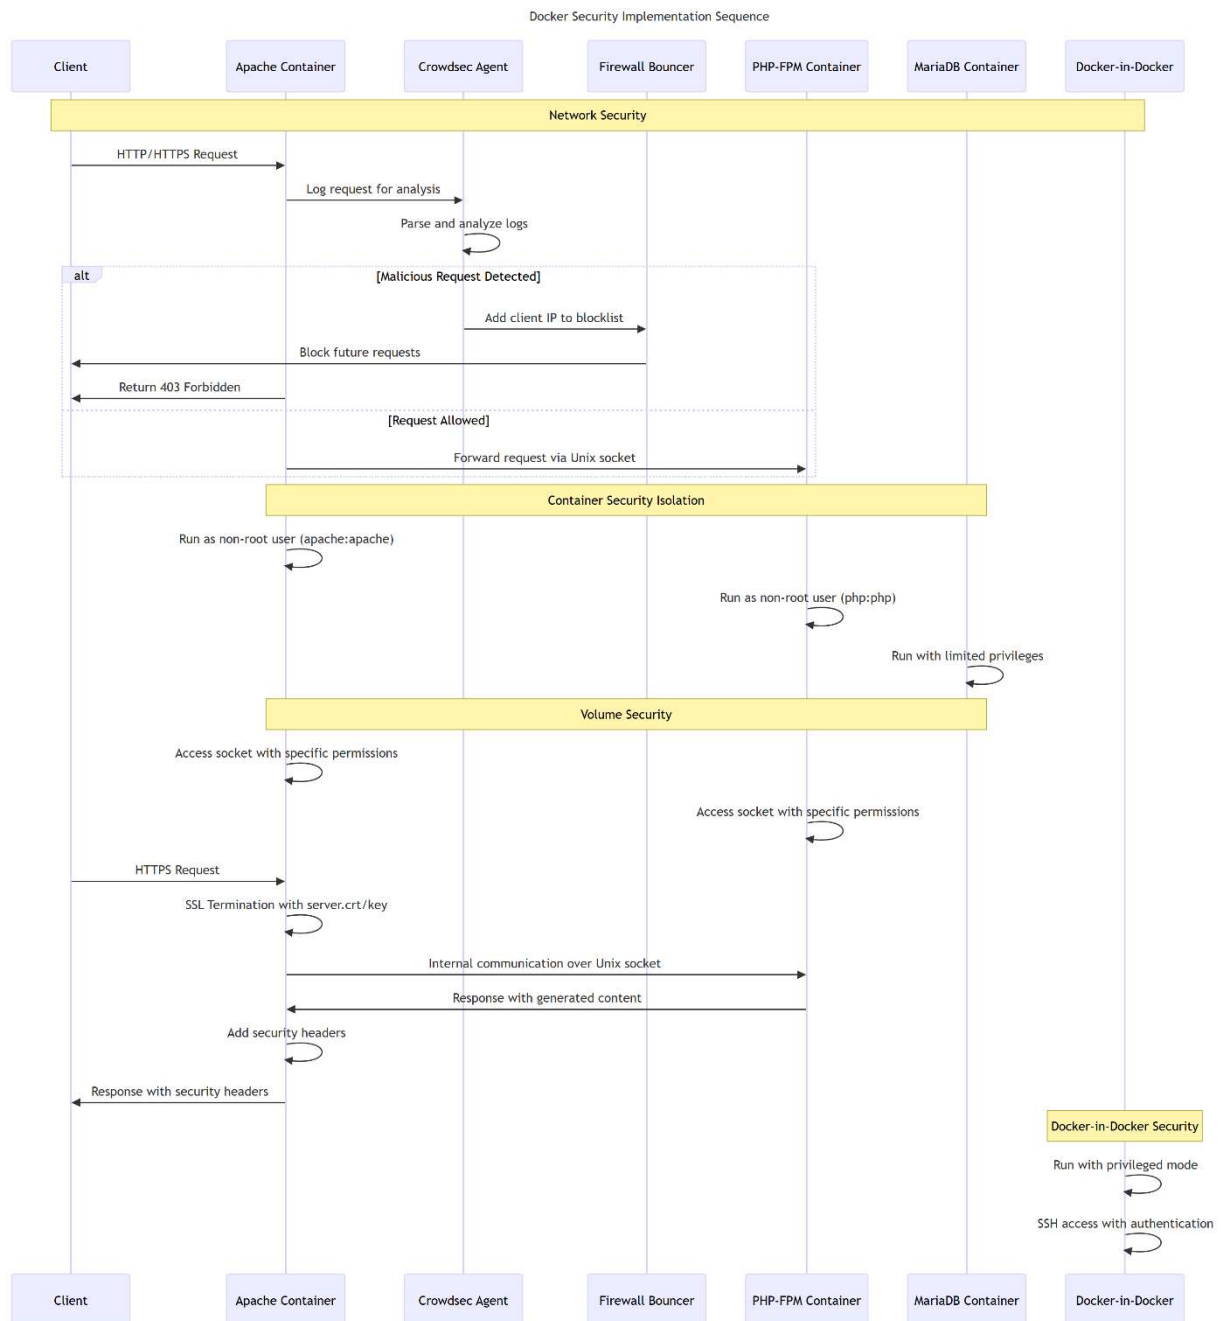 Docker Security Implementation Sequence
Client
Apache Container
Crowdsec Agent
Firewall Bouncer
PHP-FPM Container
MariaDB Container
Docker-in-Docker
Network Security
HTTP/HTTPS Request
Log request for analysis
Parse and analyze logs
alt
[Malicious Request Detected]
Add client IP to blocklist
Block future requests
Return 403 Forbidden
[Request Allowed]
Forward request via Unix socket
Container Security Isolation
Run as non-root user (apache:apache)
Run as non-root user (php:php)
Run with limited privileges
Volume Security
Access socket with specific permissions
Access socket with specific permissions
HTTPS Request
SSL Termination with server.crt/key
Internal communication over Unix socket
Response with generated content
Add security headers
Response with security headers
Docker-in-Docker Security
Run with privileged mode
SSH access with authentication
Client
Apache Container
Crowdsec Agent
Firewall Bouncer
PHP-FPM Container
MariaDB Container
Docker-in-Docker